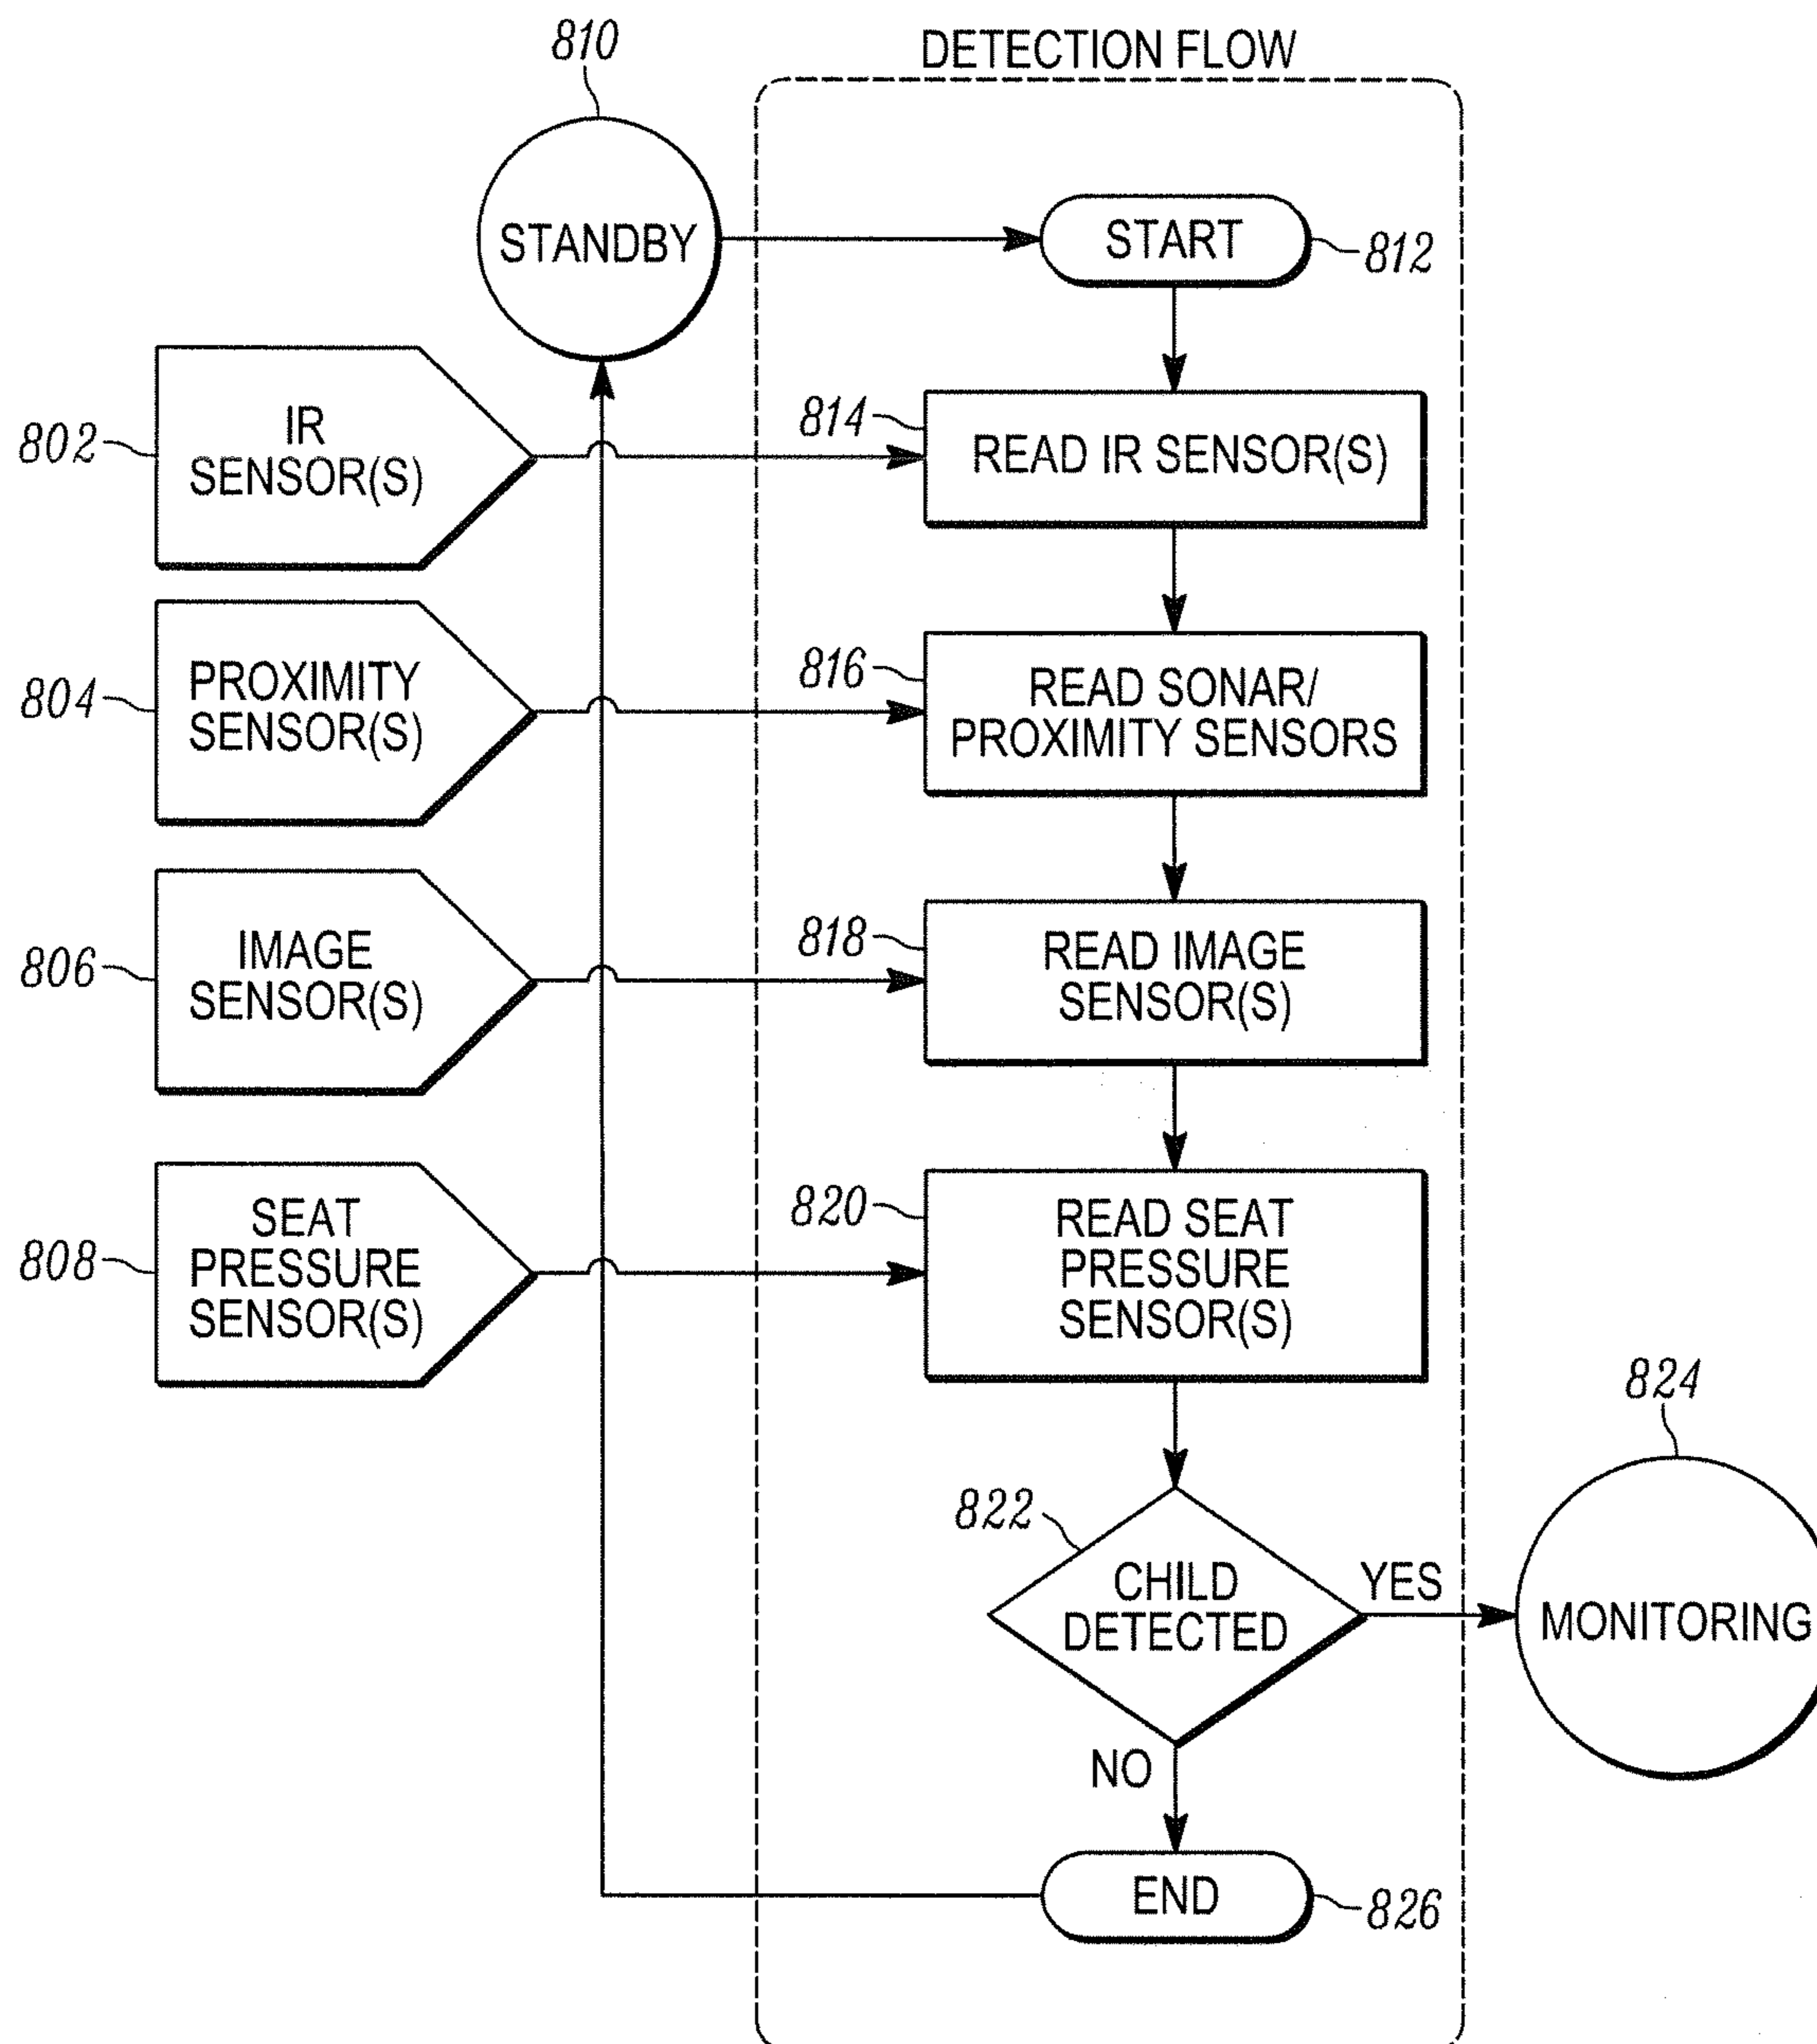 810
DETECTION FLOW
STANDBY
START
812
802
IR
SENSOR(S)
814
READ IR SENSOR(S)
804
PROXIMITY
SENSOR(S)
816
READ SONAR/
PROXIMITY SENSORS
806
IMAGE
SENSOR(S)
818
READ IMAGE
SENSOR(S)
808
SEAT
PRESSURE
SENSOR(S)
820
READ SEAT
PRESSURE
SENSOR(S)
822
CHILD
DETECTED
YES
824
MONITORING
NO
END
826